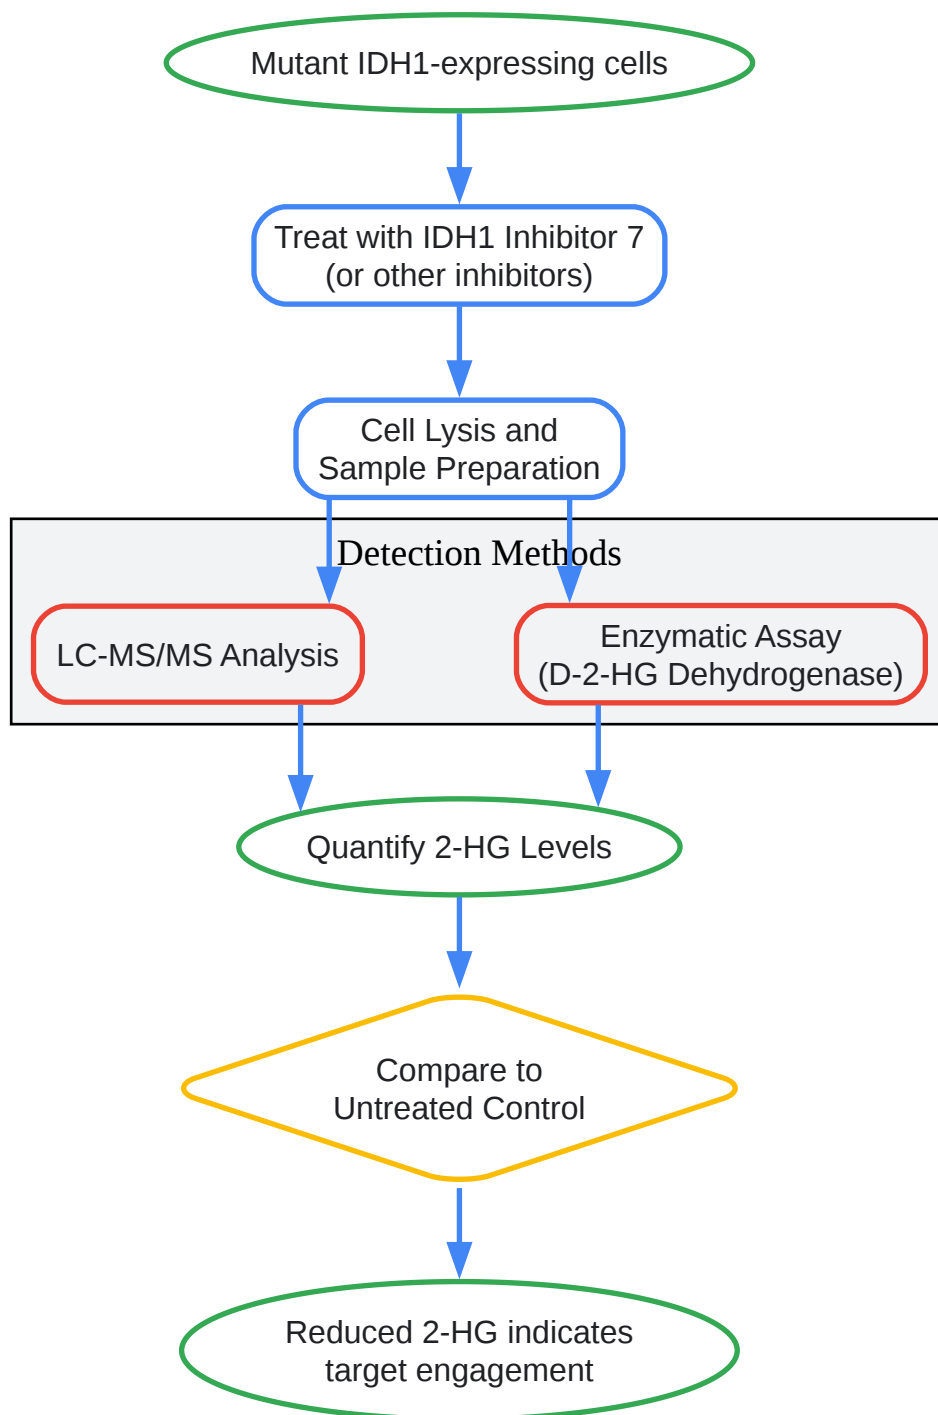 Mutant IDH1-expressing cells
Treat with IDH1 Inhibitor 7
(or other inhibitors)
Cell Lysis and
Sample Preparation
Detection Methods
LC-MS/MS Analysis
Enzymatic Assay
(D-2-HG Dehydrogenase)
Quantify 2-HG Levels
Compare to
Untreated Control
Reduced 2-HG indicates
target engagement